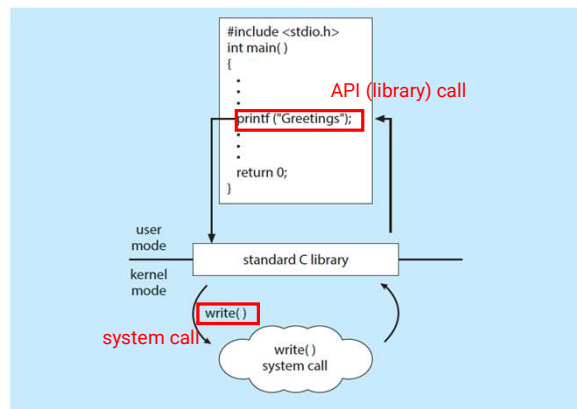 #include <stdio.h>
int main( )
{
•
•
•
API (library) call
printf ("Greetings");
•
•
•
return 0;
}
user
mode
standard C library
kernel
mode
write( )
system call
write( )
system call